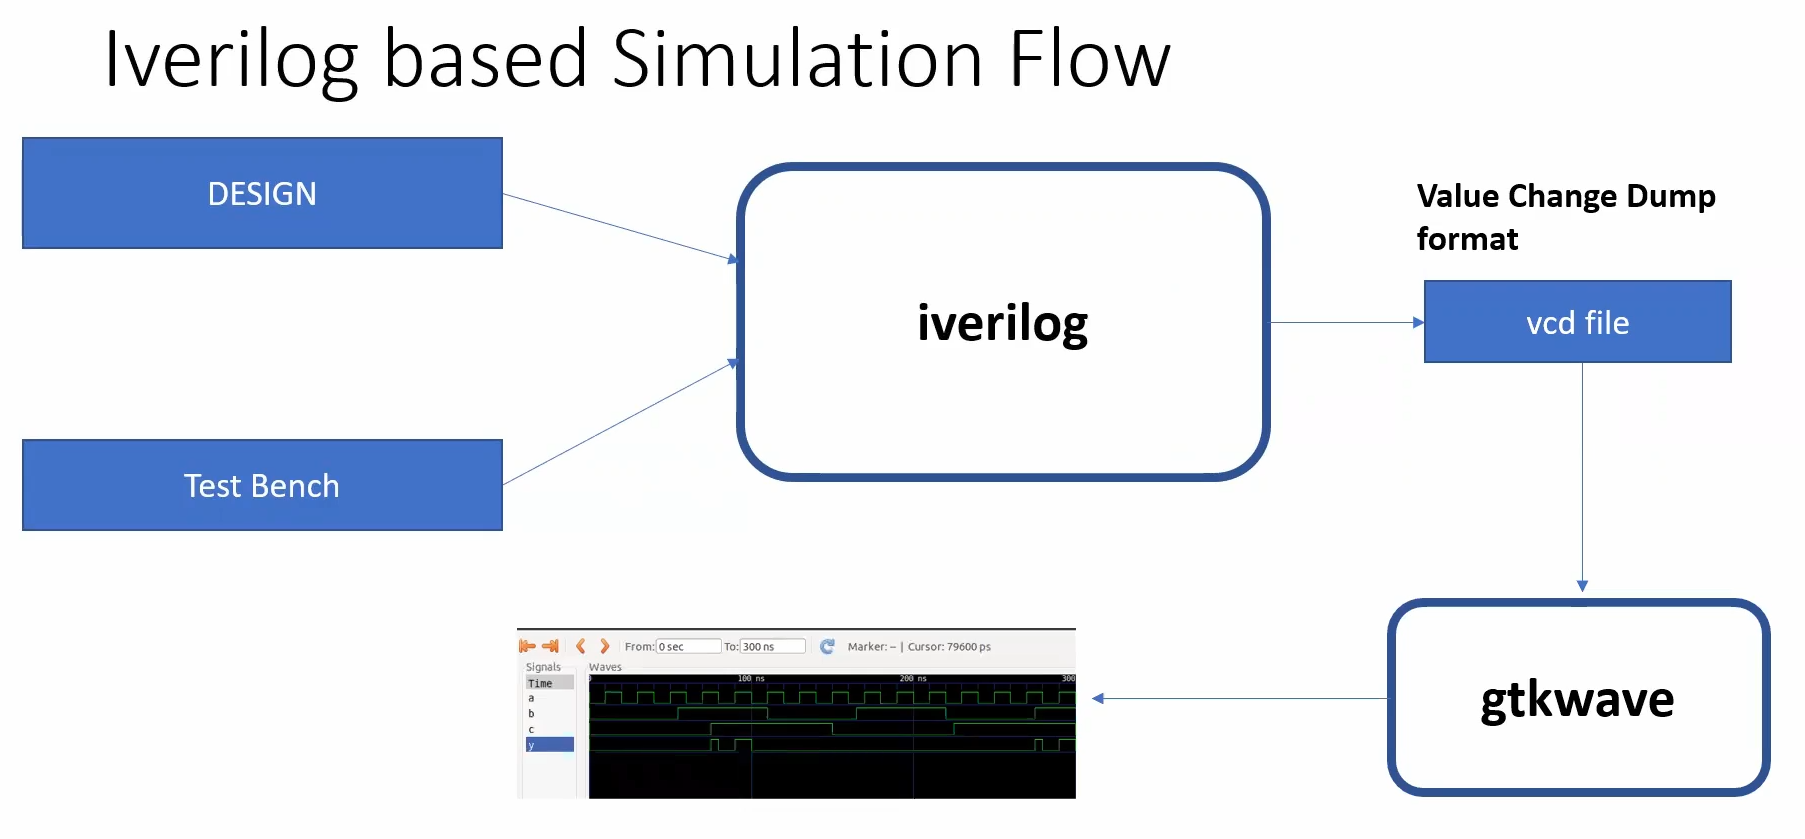 Iverilog based Simulation Flow
DESIGN
Value Change Dump
format
iverilog
vcd file
Test Bench
From: 0 sec To: 300 ns Marker: -- | Cursor: 79600 ps
Signals Waves
Time 0 100 ns 200 ns 300
a
b
c
y
gtkwave